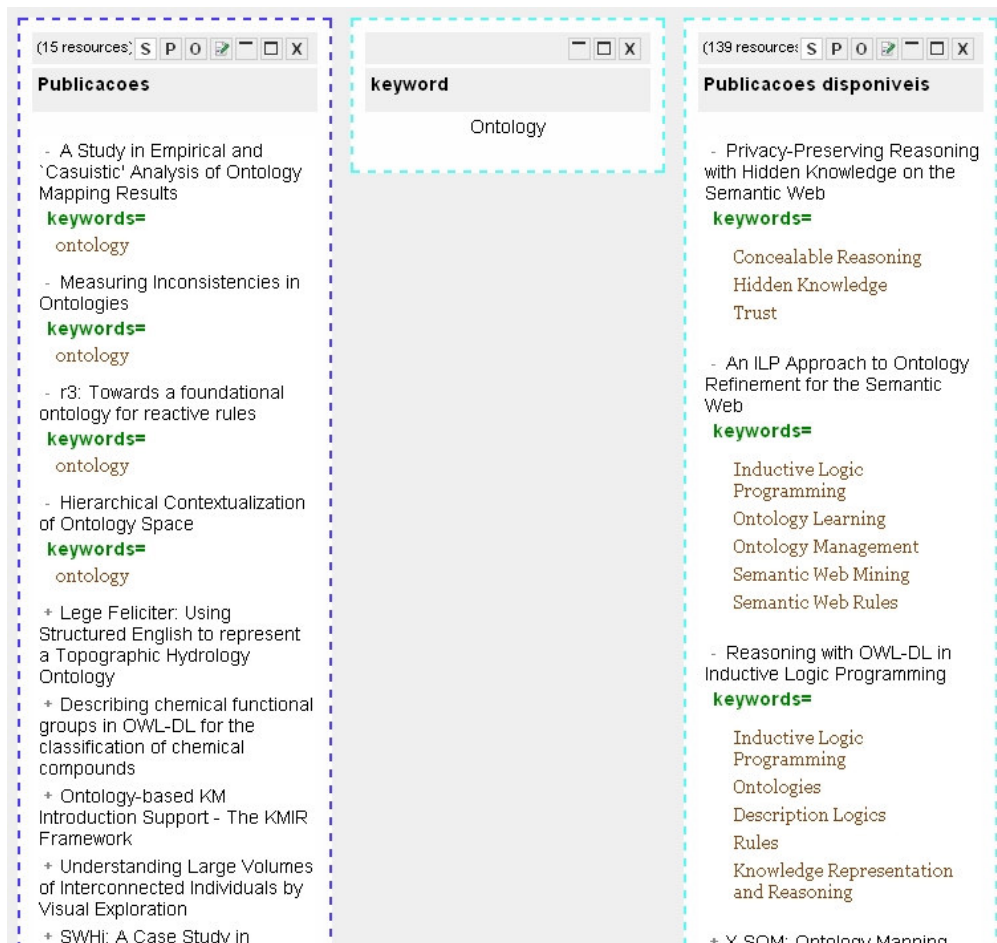 (15 resources) S P O X
Publicacoes
- A Study in Empirical and
`Casuistic' Analysis of Ontology
Mapping Results
keywords=
ontology
- Measuring Inconsistencies in
Ontologies
keywords=
ontology
- r3: Towards a foundational
ontology for reactive rules
keywords=
ontology
- Hierarchical Contextualization
of Ontology Space
keywords=
ontology
+ Lege Feliciter: Using
Structured English to represent
a Topographic Hydrology
Ontology
+ Describing chemical functional
groups in OWL-DL for the
classification of chemical
compounds
+ Ontology-based KM
Introduction Support - The KMIR
Framework
+ Understanding Large Volumes
of Interconnected Individuals by
Visual Exploration
+ SWHi: A Case Study in
X
keyword
Ontology
(139 resources S P O X
Publicacoes disponiveis
- Privacy-Preserving Reasoning
with Hidden Knowledge on the
Semantic Web
keywords=
Concealable Reasoning
Hidden Knowledge
Trust
- An ILP Approach to Ontology
Refinement for the Semantic
Web
keywords=
Inductive Logic
Programming
Ontology Learning
Ontology Management
Semantic Web Mining
Semantic Web Rules
- Reasoning with OWL-DL in
Inductive Logic Programming
keywords=
Inductive Logic
Programming
Ontologies
Description Logics
Rules
Knowledge Representation
and Reasoning
+ X-SOM: Ontology Mapping